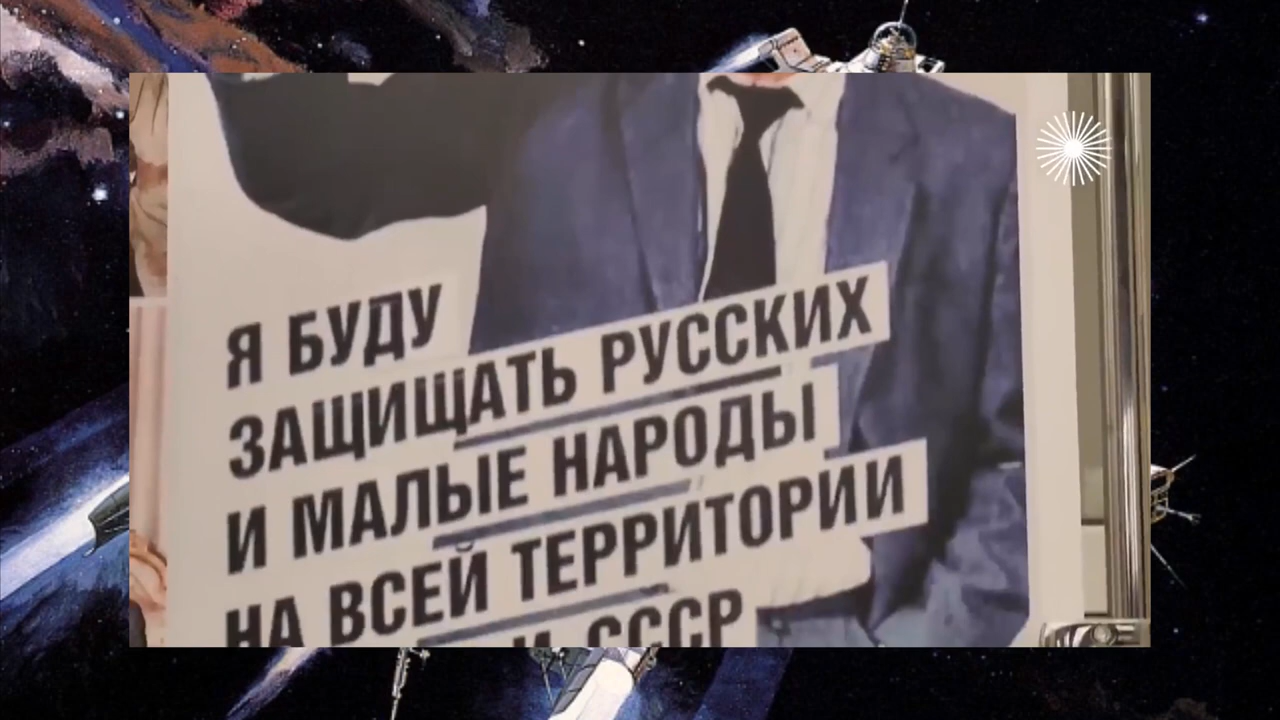 Я БУДУ
ЗАЩИЩАТЬ РУССКИХ
И МАЛЫЕ НАРОДЫ
НА ВСЕЙ ТЕРРИТОРИИ
И СССР